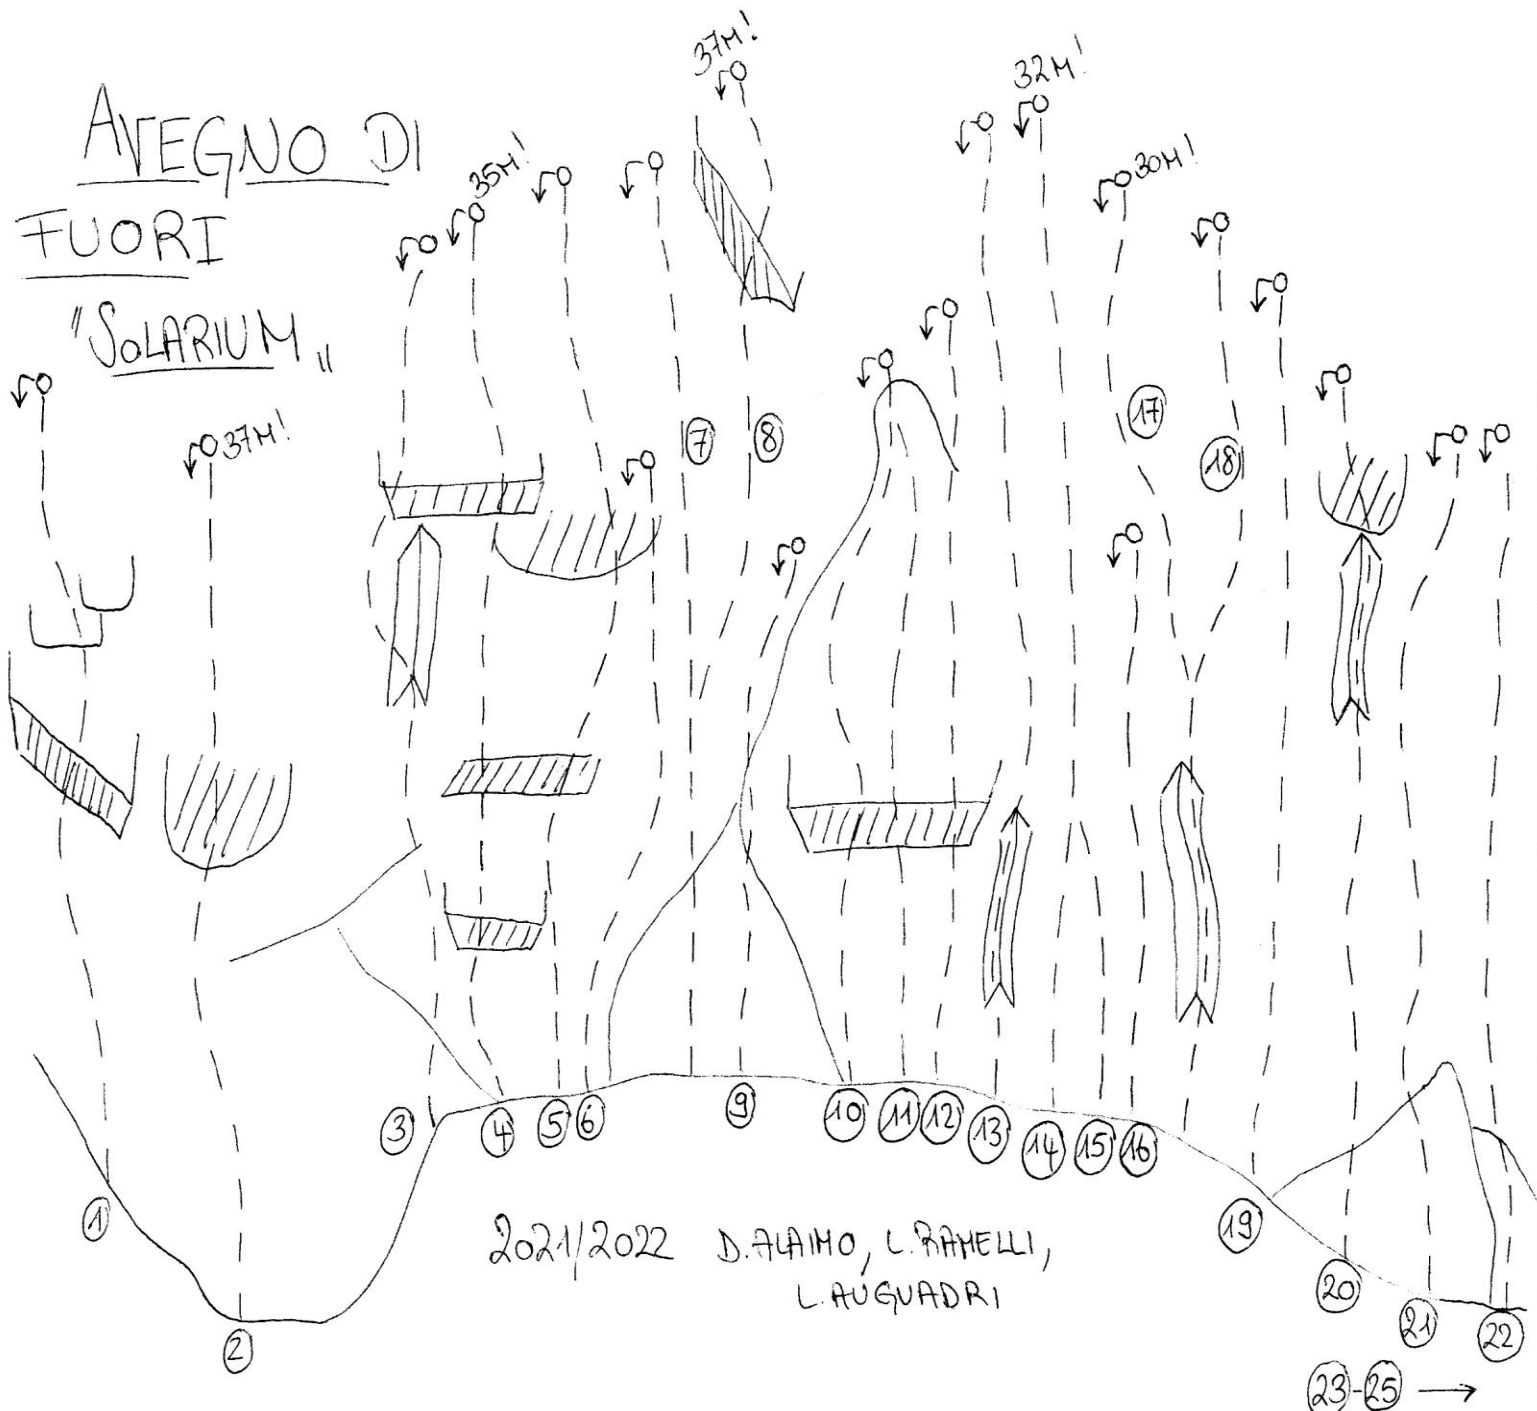 AVEGNO DI
FUORI
"SOLARIUM"
37M!
32M!
35M!
30M!
37M!
7
8
17
18
3
4
5
6
9
10
11
12
13
14
15
16
1
19
2
20
21
22
2021/2022 D. ALAIMO, L. RAMELLI,
L. AUGUADRI
23-25 →